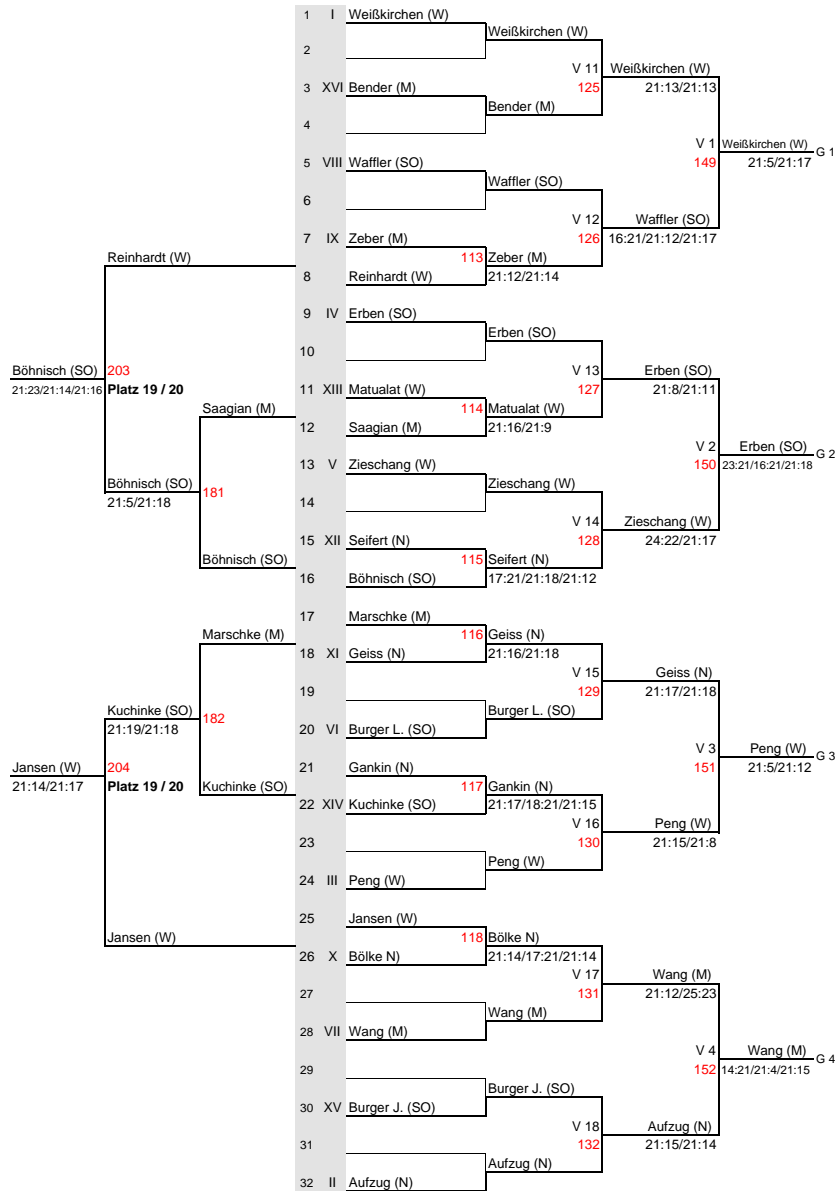 1 I Weißkirchen (W)
Weißkirchen (W)
2
V 11 Weißkirchen (W)
3 XVI Bender (M) 125 21:13/21:13
Bender (M)
4
V 1 Weißkirchen (W) G 1
5 VIII Waffler (SO) 149 21:5/21:17
Waffler (SO)
6
V 12 Waffler (SO)
7 IX Zeber (M) 126 16:21/21:12/21:17
Reinhardt (W) 113 Zeber (M)
8 Reinhardt (W) 21:12/21:14
9 IV Erben (SO)
Erben (SO)
10
Böhnisch (SO) 203 V 13 Erben (SO)
21:23/21:14/21:16 Platz 19 / 20 11 XIII Matualat (W) 127 21:8/21:11
Saagian (M) 114 Matualat (W)
12 Saagian (M) 21:16/21:9
V 2 Erben (SO) G 2
13 V Zieschang (W) 150 23:21/16:21/21:18
Böhnisch (SO) 181 Zieschang (W)
21:5/21:18 14
V 14 Zieschang (W)
15 XII Seifert (N) 128 24:22/21:17
Böhnisch (SO) 115 Seifert (N)
16 Böhnisch (SO) 17:21/21:18/21:12
17 Marschke (M)
Marschke (M) 116 Geiss (N)
18 XI Geiss (N) 21:16/21:18
V 15 Geiss (N)
19 129 21:17/21:18
Kuchinke (SO) 182 Burger L. (SO)
21:19/21:18 20 VI Burger L. (SO)
V 3 Peng (W) G 3
Jansen (W) 204 21 Gankin (N) 151 21:5/21:12
21:14/21:17 Platz 19 / 20 Kuchinke (SO) 117 Gankin (N)
22 XIV Kuchinke (SO) 21:17/18:21/21:15
V 16 Peng (W)
23 130 21:15/21:8
Peng (W)
24 III Peng (W)
25 Jansen (W)
Jansen (W) 118 Bölke N)
26 X Bölke N) 21:14/17:21/21:14
V 17 Wang (M)
27 131 21:12/25:23
Wang (M)
28 VII Wang (M)
V 4 Wang (M) G 4
29 152 14:21/21:4/21:15
Burger J. (SO)
30 XV Burger J. (SO)
V 18 Aufzug (N)
31 132 21:15/21:14
Aufzug (N)
32 II Aufzug (N)